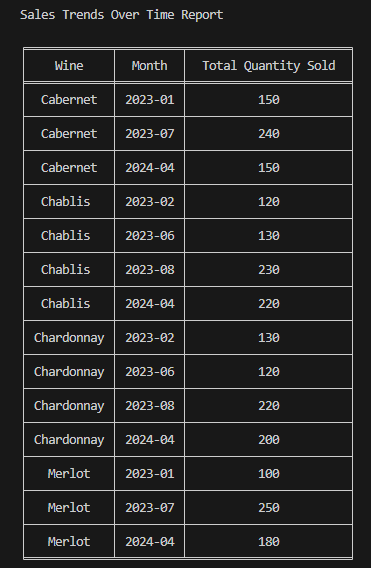 Sales Trends Over Time Report
Wine Month Total Quantity Sold
Cabernet 2023-01 150
Cabernet 2023-07 240
Cabernet 2024-04 150
Chablis 2023-02 120
Chablis 2023-06 130
Chablis 2023-08 230
Chablis 2024-04 220
Chardonnay 2023-02 130
Chardonnay 2023-06 120
Chardonnay 2023-08 220
Chardonnay 2024-04 200
Merlot 2023-01 100
Merlot 2023-07 250
Merlot 2024-04 180